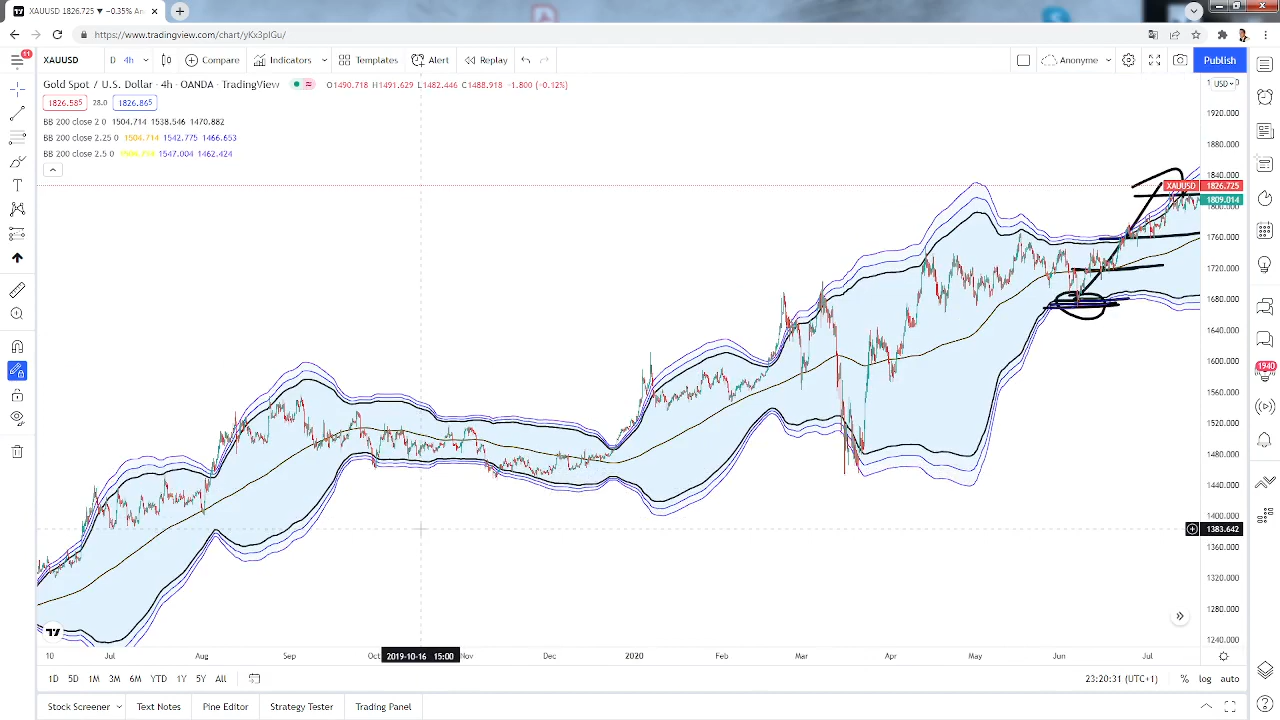 XAUUSD 1826.725 ▼ −0.35% An
https://www.tradingview.com/chart/yKx3pIGu/
11
XAUUSD D 4h Compare Indicators Templates Alert Replay Anonyme Publish
Gold Spot / U.S. Dollar · 4h · OANDA · TradingView O1490.718 H1491.629 L1482.446 C1488.918 −1.800 (−0.12%) USD
1826.585 28.0 1826.865
BB 200 close 2 0 1504.714 1538.546 1470.882
BB 200 close 2.25 0 1504.714 1542.775 1466.653
BB 200 close 2.5 0 1504.714 1547.004 1462.424
1920.000
1880.000
1840.000
XAUUSD 1826.725
1809.014
1800.000
1760.000
1720.000
1680.000
1640.000
1600.000
1560.000
1520.000
1480.000
1440.000
1400.000
1383.642
1360.000
1320.000
1280.000
1240.000
1940
10 Jul Aug Sep Oct 2019-10-16 15:00 Nov Dec 2020 Feb Mar Apr May Jun Jul
1D 5D 1M 3M 6M YTD 1Y 5Y All 23:20:31 (UTC+1) % log auto
Stock Screener Text Notes Pine Editor Strategy Tester Trading Panel